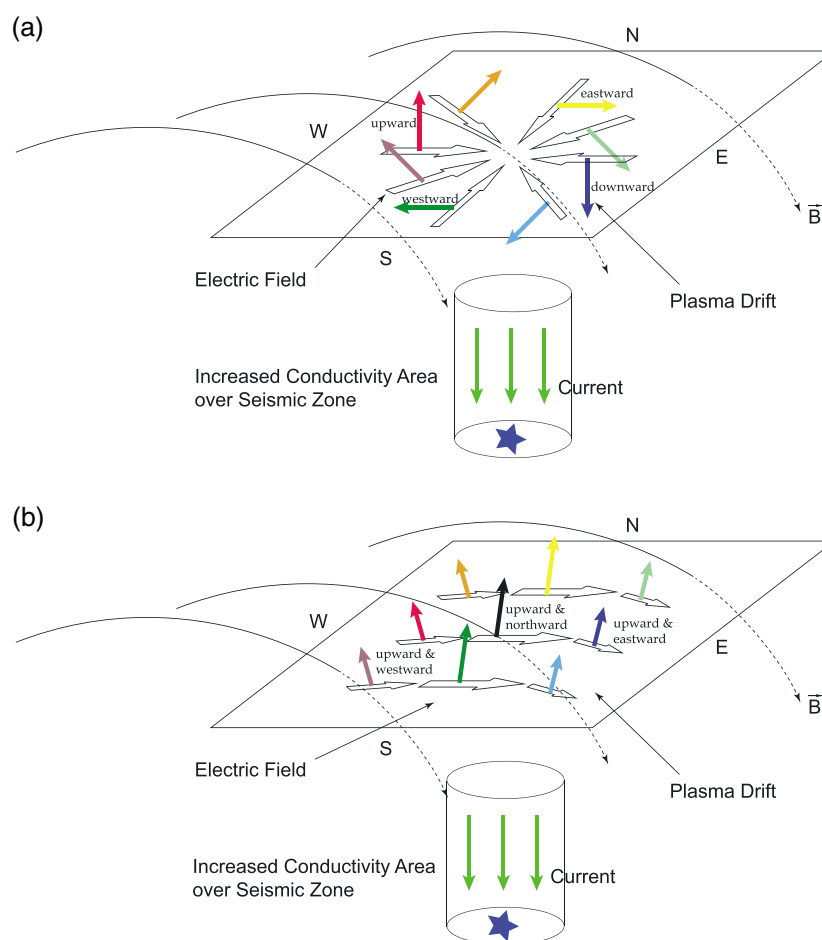 (a)
N
eastward
W
upward
E
downward
westward
B
S
Electric Field
Plasma Drift
Increased Conductivity Area
over Seismic Zone
Current
(b)
N
W
upward &
northward
upward &
eastward
E
upward &
westward
B
S
Electric Field
Plasma Drift
Increased Conductivity Area
over Seismic Zone
Current